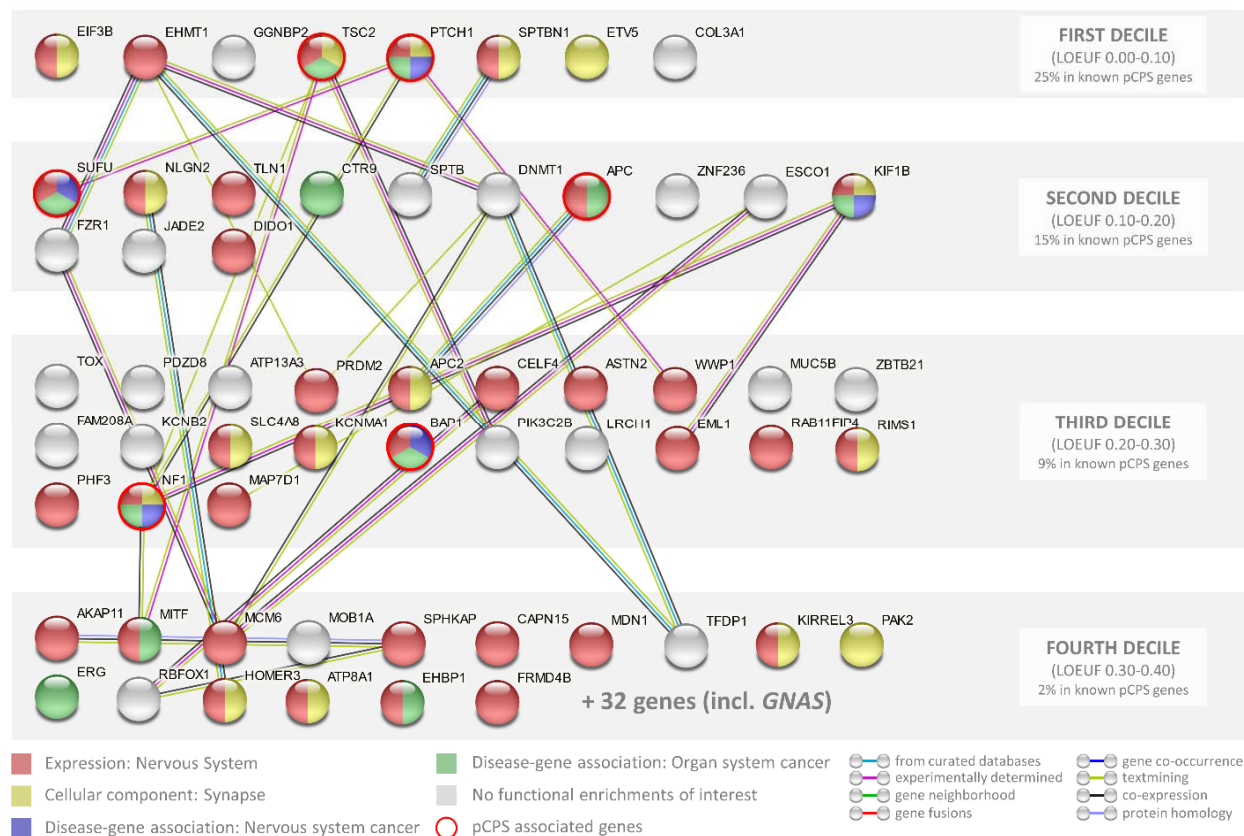 EIF3B EHMT1 GGNBP2 TSC2 PTCH1 SPTBN1 ETV5 COL3A1
FIRST DECILE
(LOEUF 0.00-0.10)
25% in known pCPS genes
SUFU NLGN2 TLN1 CTR9 SPTB DNMT1 APC ZNF236 ESCO1 KIF1B
FZR1 JADE2 DIDO1
SECOND DECILE
(LOEUF 0.10-0.20)
15% in known pCPS genes
TOX PDZD8 ATP13A3 PRDM2 APC2 CELF4 ASTN2 WWP1 MUC5B ZBTB21
FAM208A KCNB2 SLC4A8 KCNMA1 BAP1 PIK3C2B LRCH1 EML1 RAB11FIP4 RIMS1
PHF3 NF1 MAP7D1
THIRD DECILE
(LOEUF 0.20-0.30)
9% in known pCPS genes
AKAP11 MITF MCM6 MOB1A SPHKAP CAPN15 MDN1 TFDP1 KIRREL3 PAK2
ERG RBFOX1 HOMER3 ATP8A1 EHBP1 FRMD4B
+ 32 genes (incl. GNAS)
FOURTH DECILE
(LOEUF 0.30-0.40)
2% in known pCPS genes
Expression: Nervous System
Cellular component: Synapse
Disease-gene association: Nervous system cancer
Disease-gene association: Organ system cancer
No functional enrichments of interest
pCPS associated genes
from curated databases
experimentally determined
gene neighborhood
gene fusions
gene co-occurrence
textmining
co-expression
protein homology